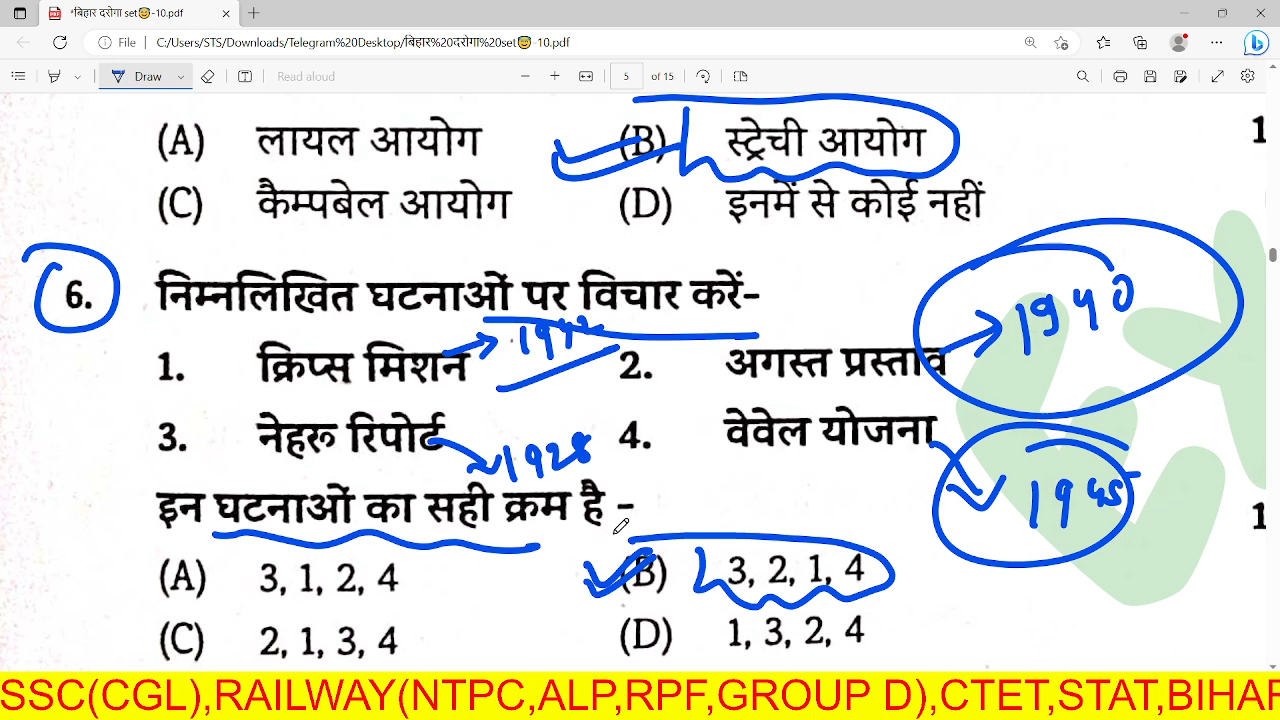 *बिहार दरोगा set😇-10.pdf
File C:/Users/STS/Downloads/Telegram%20Desktop/बिहार%20दरोगा%20set😇-10.pdf
Draw Read aloud 5 of 15
(A) लायल आयोग (B) स्ट्रेची आयोग
1
(C) कैम्पबेल आयोग (D) इनमें से कोई नहीं
6. निम्नलिखित घटनाओं पर विचार करें-
1. क्रिप्स मिशन → 1942 2. अगस्त प्रस्ताव → 1940
3. नेहरू रिपोर्ट 1928 4. वेवेल योजना 1945
इन घटनाओं का सही क्रम है -
1
(A) 3, 1, 2, 4 (B) 3, 2, 1, 4
(C) 2, 1, 3, 4 (D) 1, 3, 2, 4
SSC(CGL),RAILWAY(NTPC,ALP,RPF,GROUP D),CTET,STAT,BIHAR